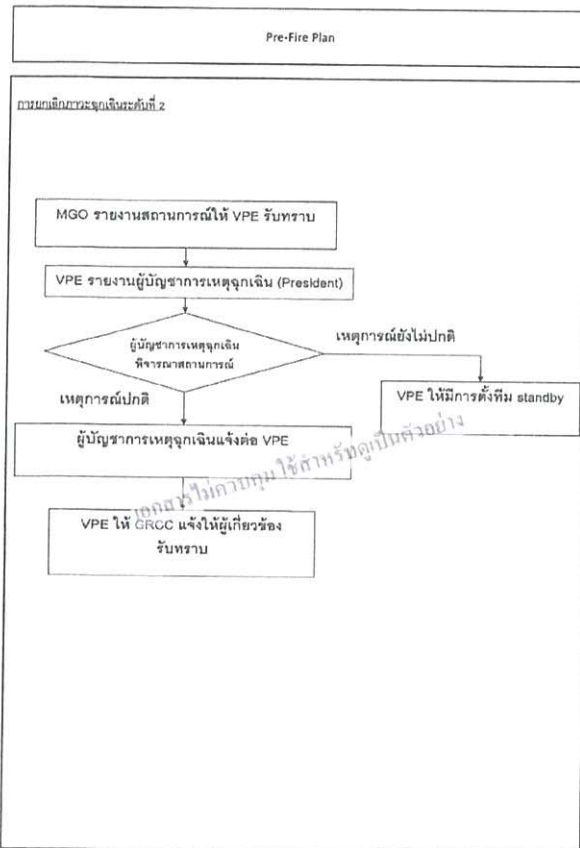 Pre-Fire Plan
การยกเลิกภาวะฉุกเฉินระดับที่ 2
MGO รายงานสถานการณ์ให้ VPE รับทราบ
VPE รายงานผู้บัญชาการเหตุฉุกเฉิน (President)
ผู้บัญชาการเหตุฉุกเฉิน
พิจารณาสถานการณ์
เหตุการณ์ยังไม่ปกติ
เหตุการณ์ปกติ
VPE ให้มีการตั้งทีม standby
ผู้บัญชาการเหตุฉุกเฉินแจ้งต่อ VPE
เอกสารไม่ควบคุม ใช้สำหรับดูเป็นตัวอย่าง
VPE ให้ GRCC แจ้งให้ผู้เกี่ยวข้อง
รับทราบ